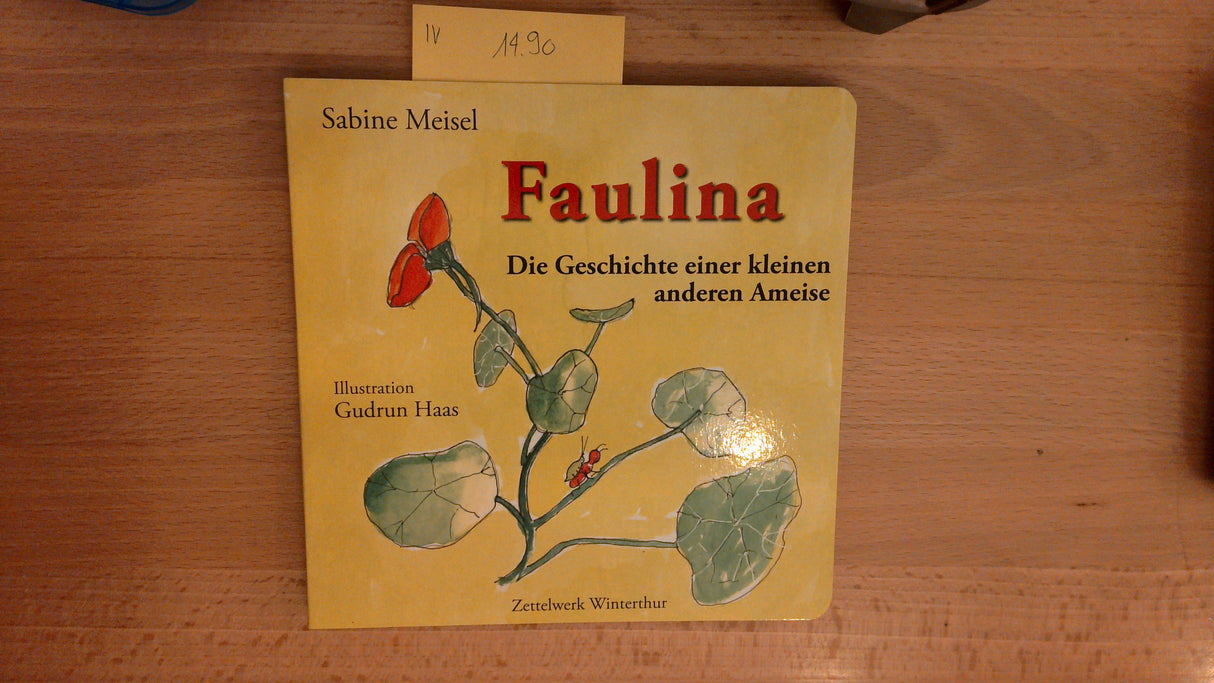 IV 14.90
Sabine Meisel
Faulina
Die Geschichte einer kleinen
anderen Ameise
Illustration
Gudrun Haas
Zettelwerk Winterthur